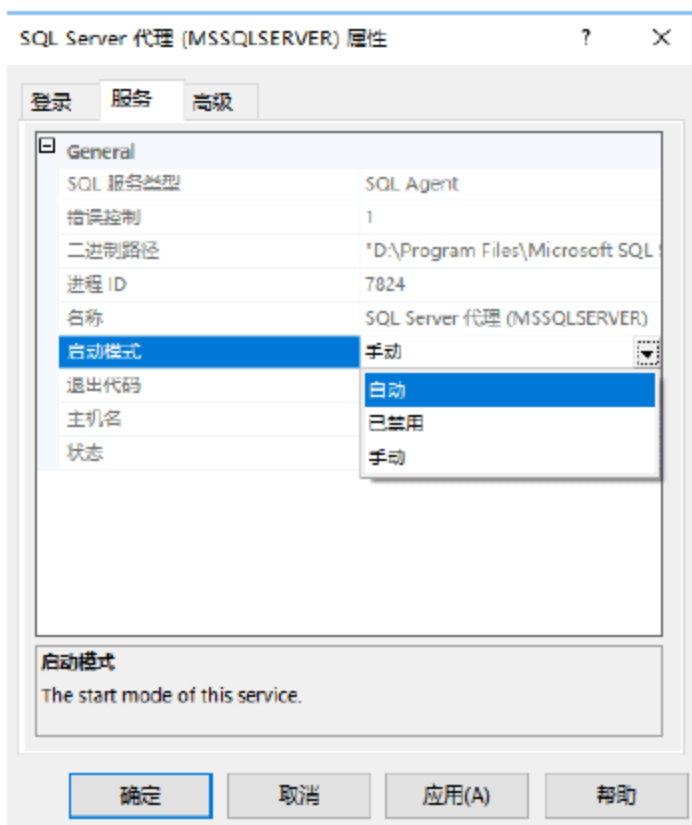 SQL Server 代理 (MSSQLSERVER) 属性 ? ×
登录 服务 高级
General
SQL 服务类型 SQL Agent
错误控制 1
二进制路径 "D:\Program Files\Microsoft SQL
进程 ID 7824
名称 SQL Server 代理 (MSSQLSERVER)
启动模式 手动
退出代码 自动
主机名 已禁用
状态 手动
启动模式
The start mode of this service.
确定 取消 应用(A) 帮助